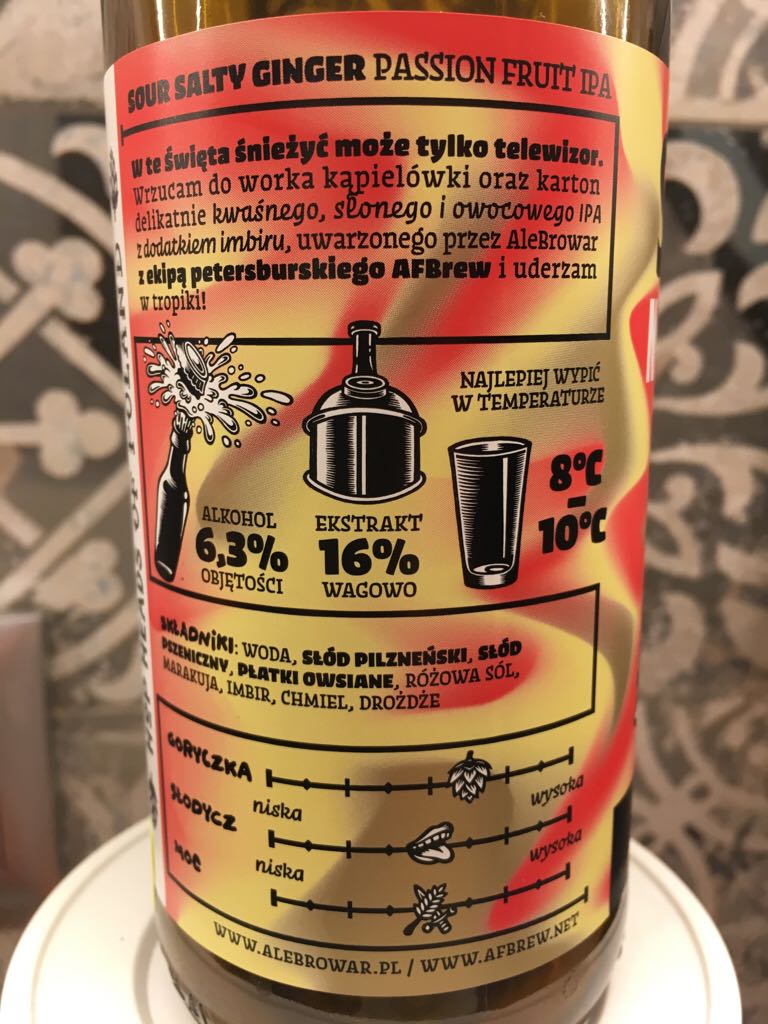 SOUR SALTY GINGER PASSION FRUIT IPA
W te Święta śnieżyć może tylko telewizor.
Wrzucam do worka kąpielówki oraz karton
delikatnie kwaśnego, słonego i owocowego IPA
z dodatkiem imbiru, uwarzonego przez AleBrowar
z ekipą petersburskiego AFBrew i uderzam
w tropiki!
NAJLEPIEJ WYPIĆ
W TEMPERATURZE
8°C
–
10°C
ALKOHOL
6,3%
OBJĘTOŚCI
EKSTRAKT
16%
WAGOWO
SKŁADNIKI: WODA, SŁÓD PILZNEŃSKI, SŁÓD
PSZENICZNY, PŁATKI OWSIANE, RÓŻOWA SÓL,
MARAKUJA, IMBIR, CHMIEL, DROŻDŻE
GORYCZKA
niska
wysoka
SŁODYCZ
niska
wysoka
MOC
WWW.ALEBROWAR.PL / WWW.AFBREW.NET
HEADS OF POLAND